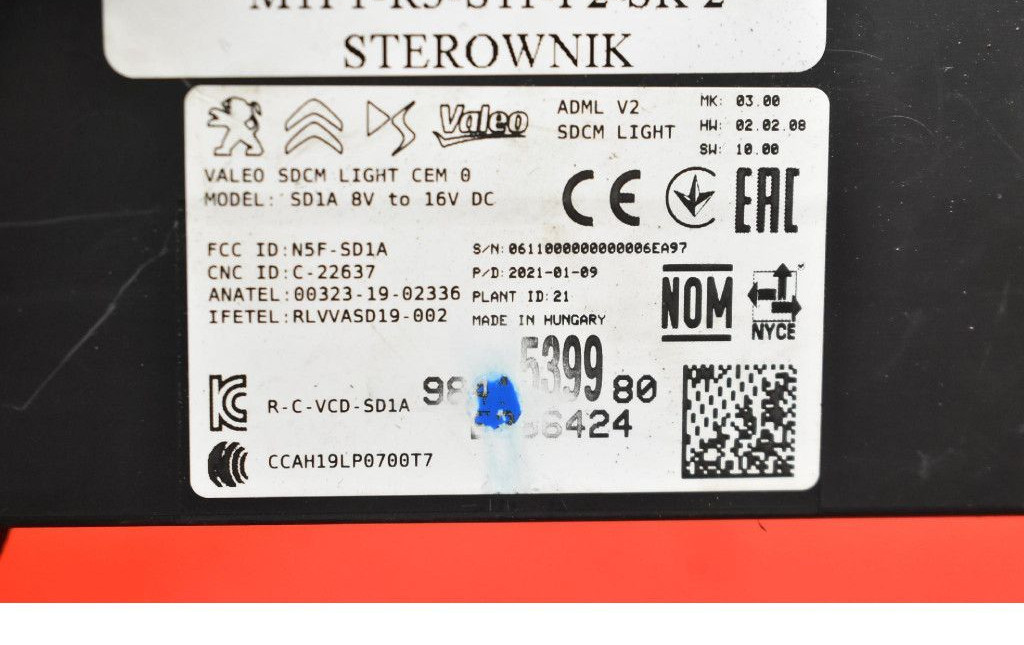 STEROWNIK
Valeo
ADML V2
SDCM LIGHT
MK: 03.00
HW: 02.02.08
SW: 10.00
VALEO SDCM LIGHT CEM 0
MODEL: SD1A 8V to 16V DC
CE
EAC
FCC ID:N5F-SD1A
CNC ID:C-22637
ANATEL:00323-19-02336
IFETEL:RLVVASD19-002
S/N:0611000000000006EA97
P/D:2021-01-09
PLANT ID:21
MADE IN HUNGARY
NOM
NYCE
5399
80
R-C-VCD-SD1A
6424
CCAH19LP0700T7